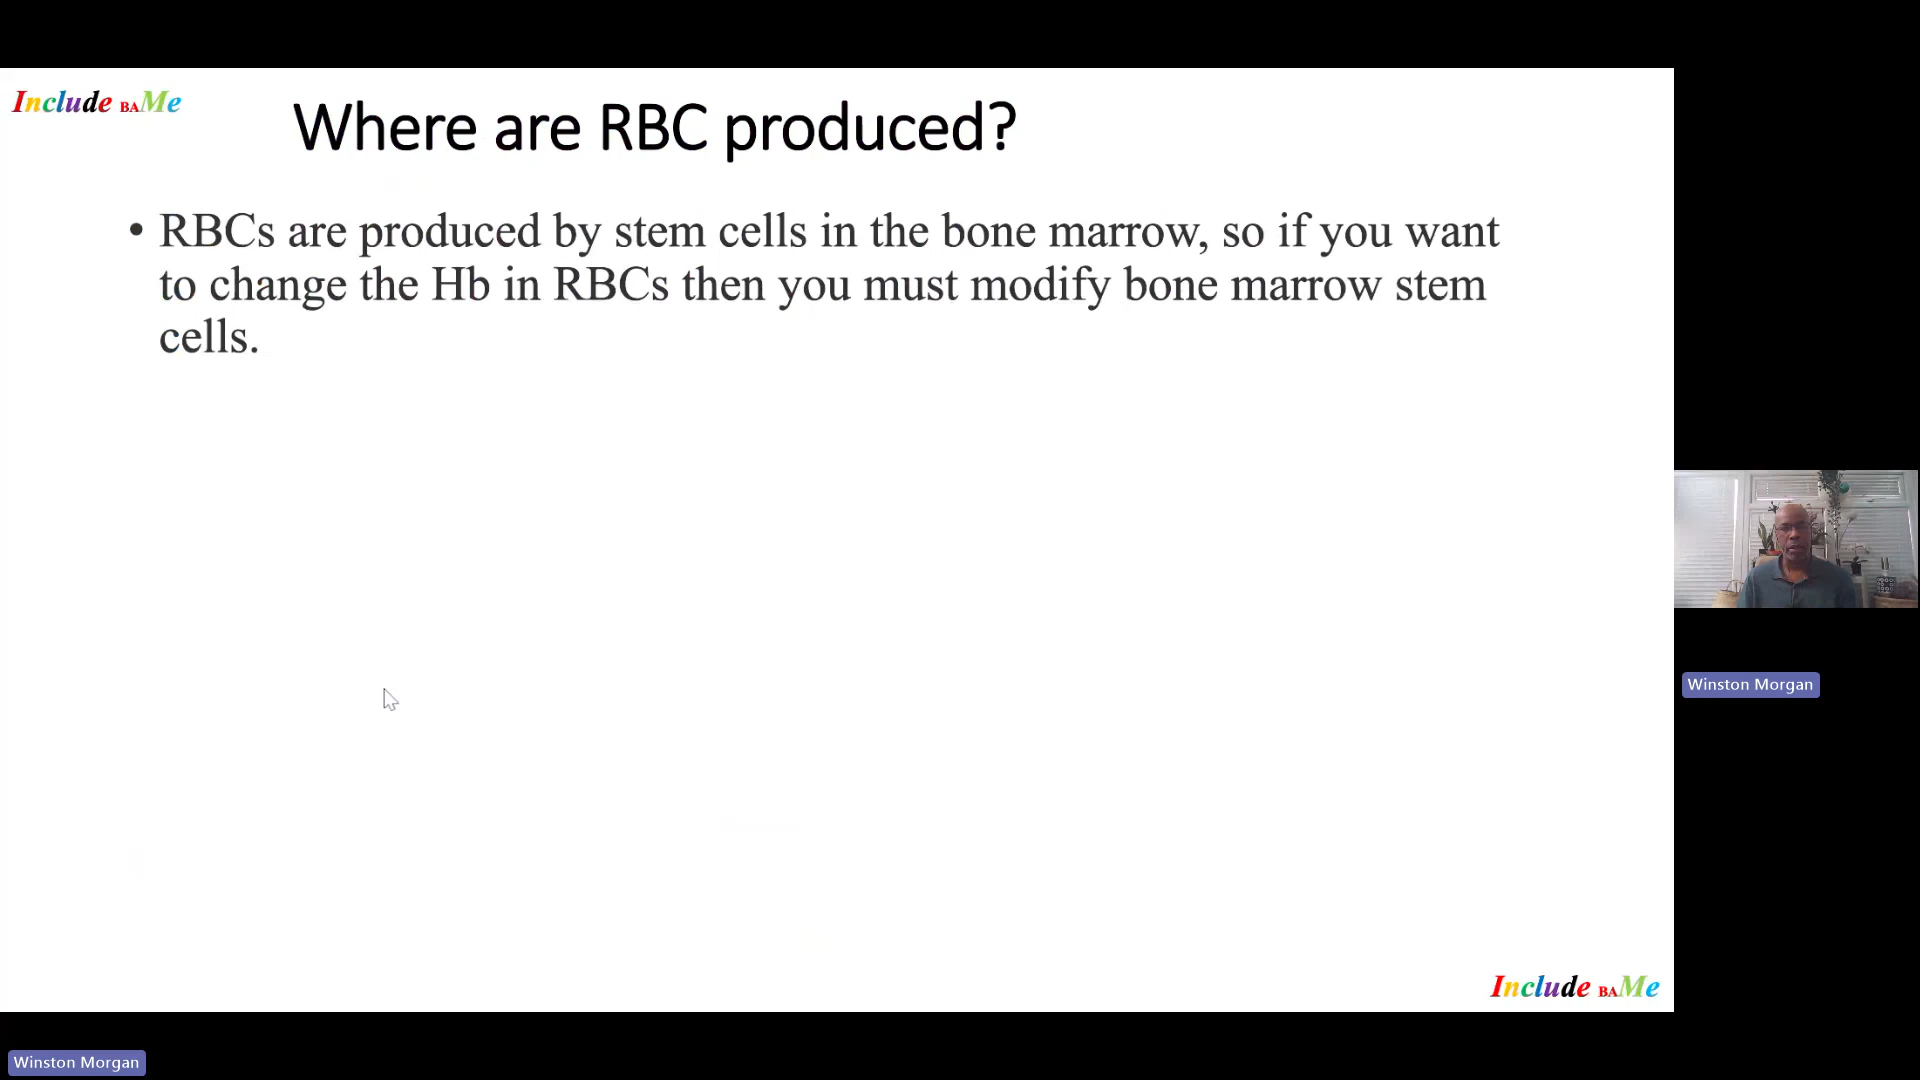 Include BAMe
Where are RBC produced?
• RBCs are produced by stem cells in the bone marrow, so if you want
to change the Hb in RBCs then you must modify bone marrow stem
cells.
Winston Morgan
Include BAMe
Winston Morgan